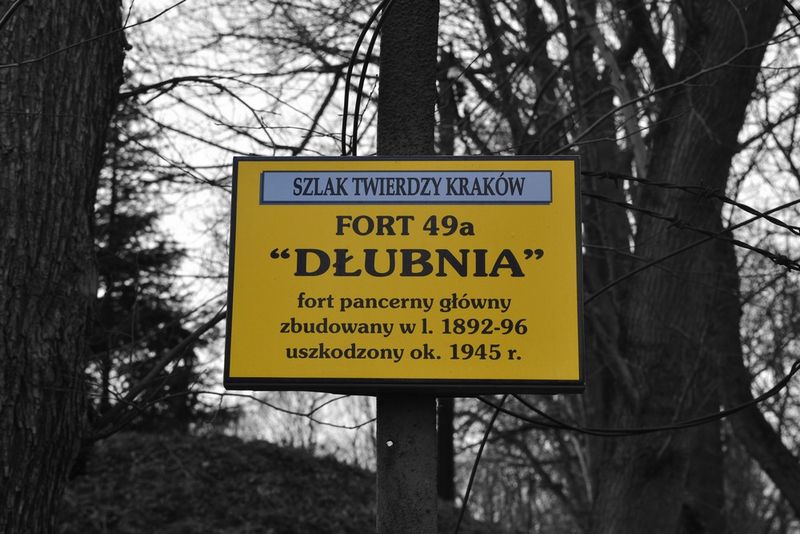 SZLAK TWIERDZY KRAKÓW
FORT 49a
“DŁUBNIA”
fort pancerny główny
zbudowany w l. 1892-96
uszkodzony ok. 1945 r.